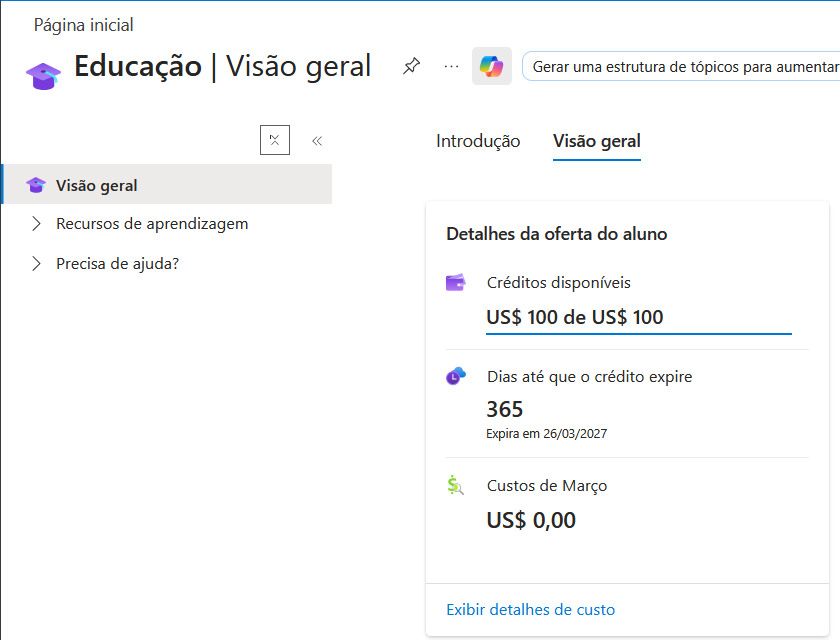 Página inicial
Educação | Visão geral
Gerar uma estrutura de tópicos para aumentar
Visão geral
Recursos de aprendizagem
Precisa de ajuda?
Introdução
Visão geral
Detalhes da oferta do aluno
Créditos disponíveis
US$ 100 de US$ 100
Dias até que o crédito expire
365
Expira em 26/03/2027
Custos de Março
US$ 0,00
Exibir detalhes de custo